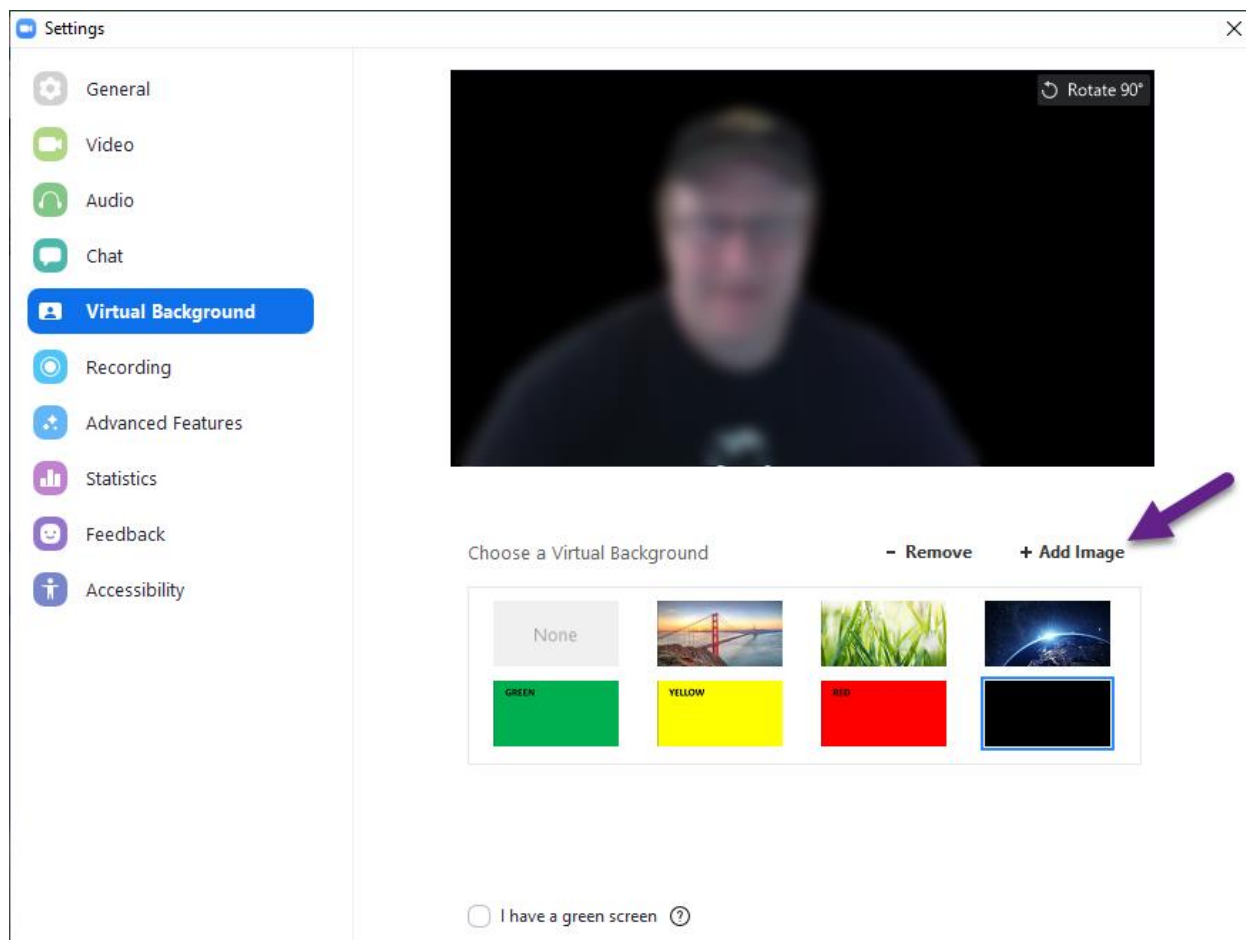 Settings
General
Video
Audio
Chat
Virtual Background
Recording
Advanced Features
Statistics
Feedback
Accessibility
Rotate 90°
Choose a Virtual Background
- Remove
+ Add Image
None
GREEN
YELLOW
RED
I have a green screen ?